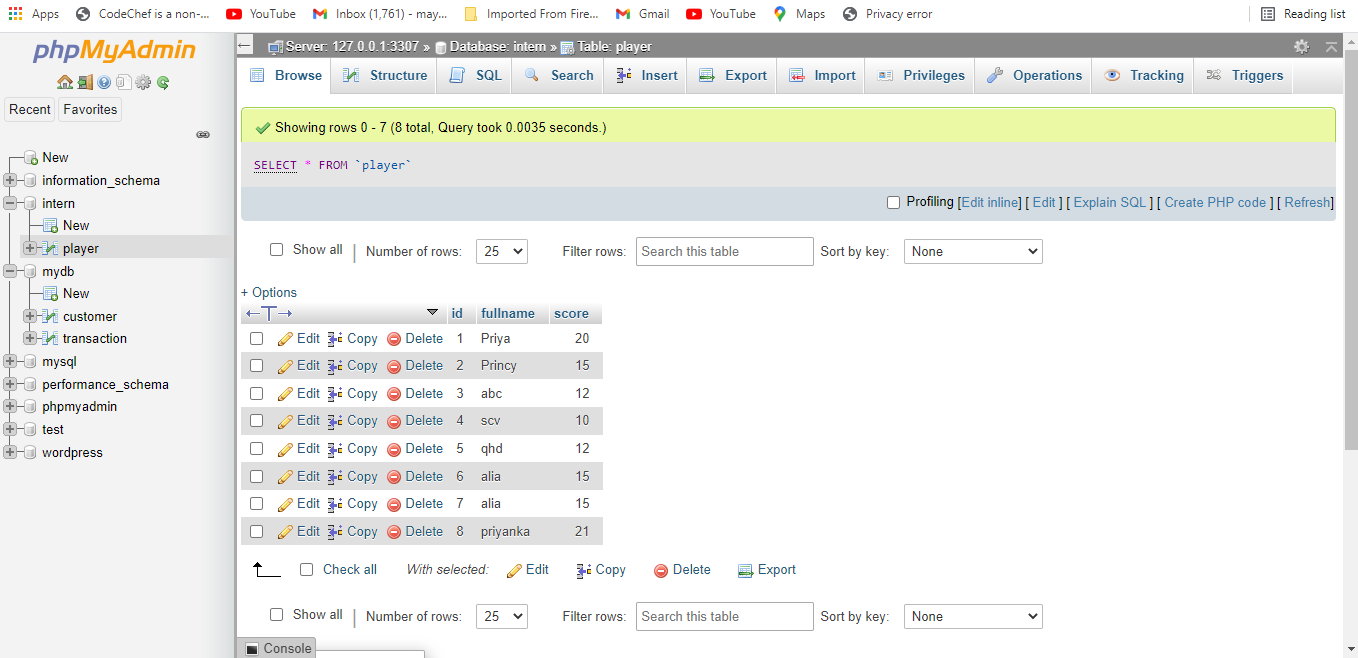 Apps CodeChef is a non-... YouTube Inbox (1,761) - may... Imported From Fire... Gmail YouTube Maps Privacy error Reading list
phpMyAdmin
Recent Favorites
New
information_schema
intern
New
player
mydb
New
customer
transaction
mysql
performance_schema
phpmyadmin
test
wordpress
Server: 127.0.0.1:3307 » Database: intern » Table: player
Browse Structure SQL Search Insert Export Import Privileges Operations Tracking Triggers
Showing rows 0 - 7 (8 total, Query took 0.0035 seconds.)
SELECT * FROM `player`
Profiling [Edit inline] [ Edit ] [ Explain SQL ] [ Create PHP code ] [ Refresh]
Show all | Number of rows: 25 Filter rows: Search this table Sort by key: None
+ Options
←T→ id fullname score
Edit Copy Delete 1 Priya 20
Edit Copy Delete 2 Princy 15
Edit Copy Delete 3 abc 12
Edit Copy Delete 4 scv 10
Edit Copy Delete 5 qhd 12
Edit Copy Delete 6 alia 15
Edit Copy Delete 7 alia 15
Edit Copy Delete 8 priyanka 21
Check all With selected: Edit Copy Delete Export
Show all | Number of rows: 25 Filter rows: Search this table Sort by key: None
Console